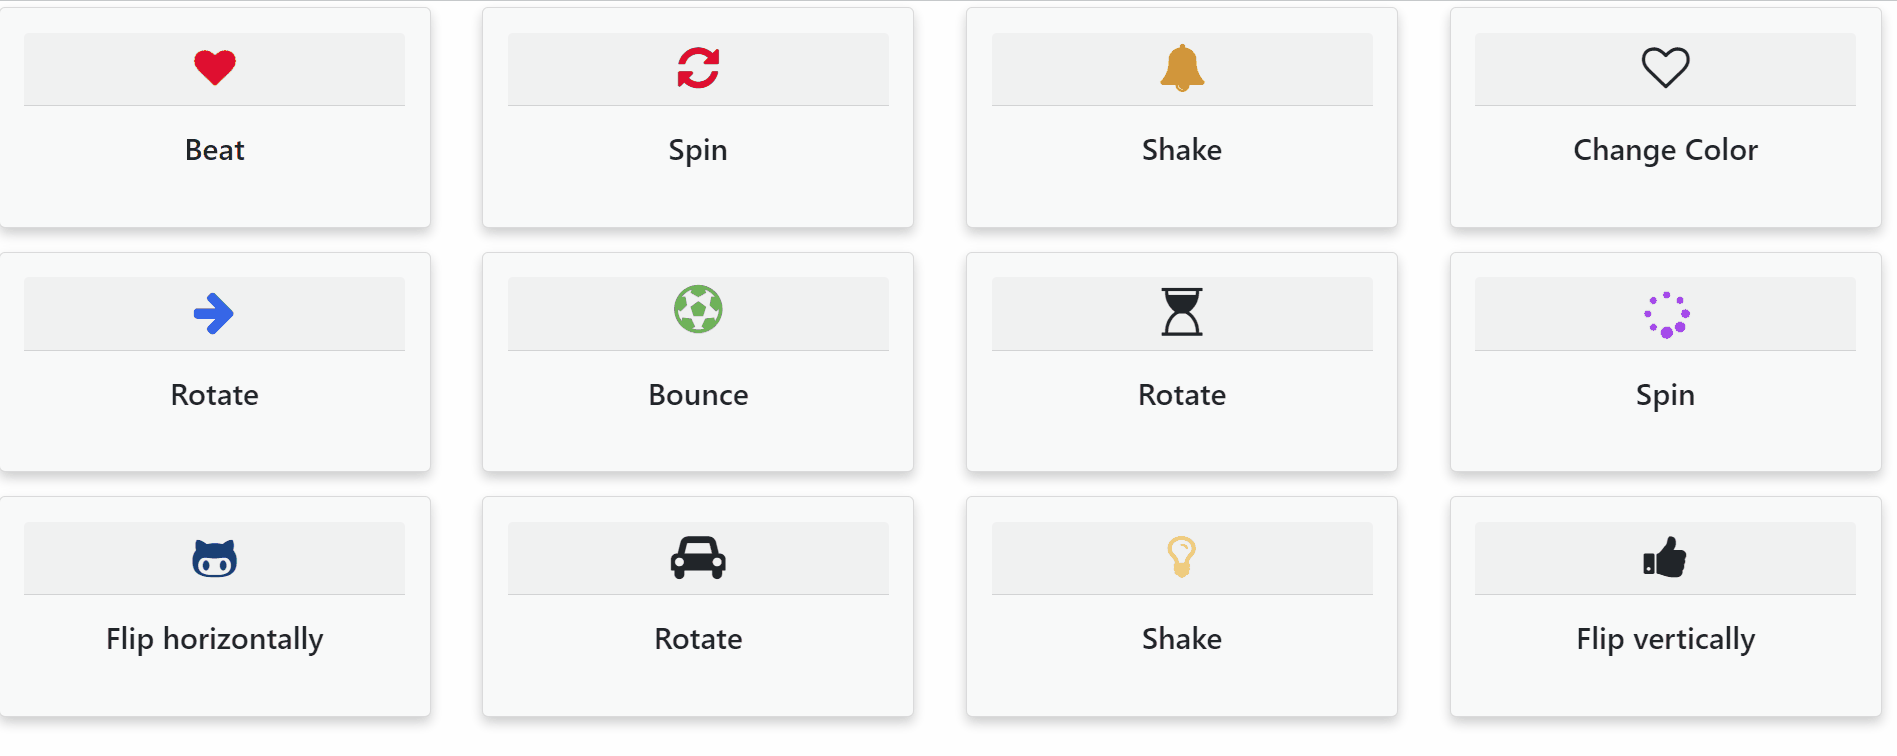 Beat
Spin
Shake
Change Color
Rotate
Bounce
Rotate
Spin
Flip horizontally
Rotate
Shake
Flip vertically